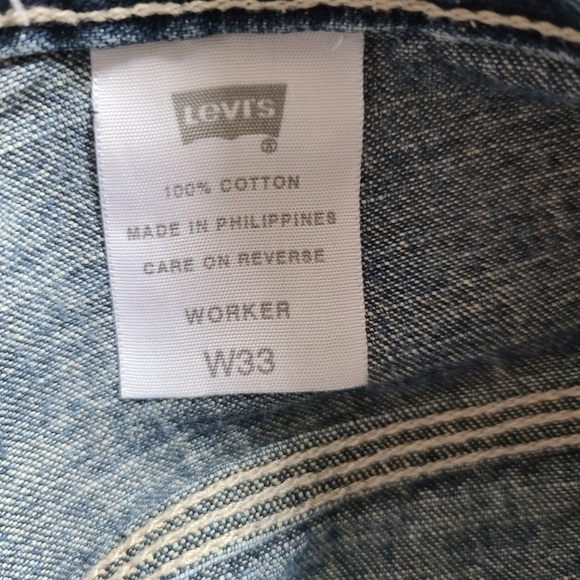 Levi's
®
100% COTTON
MADE IN PHILIPPINES
CARE ON REVERSE
WORKER
W33